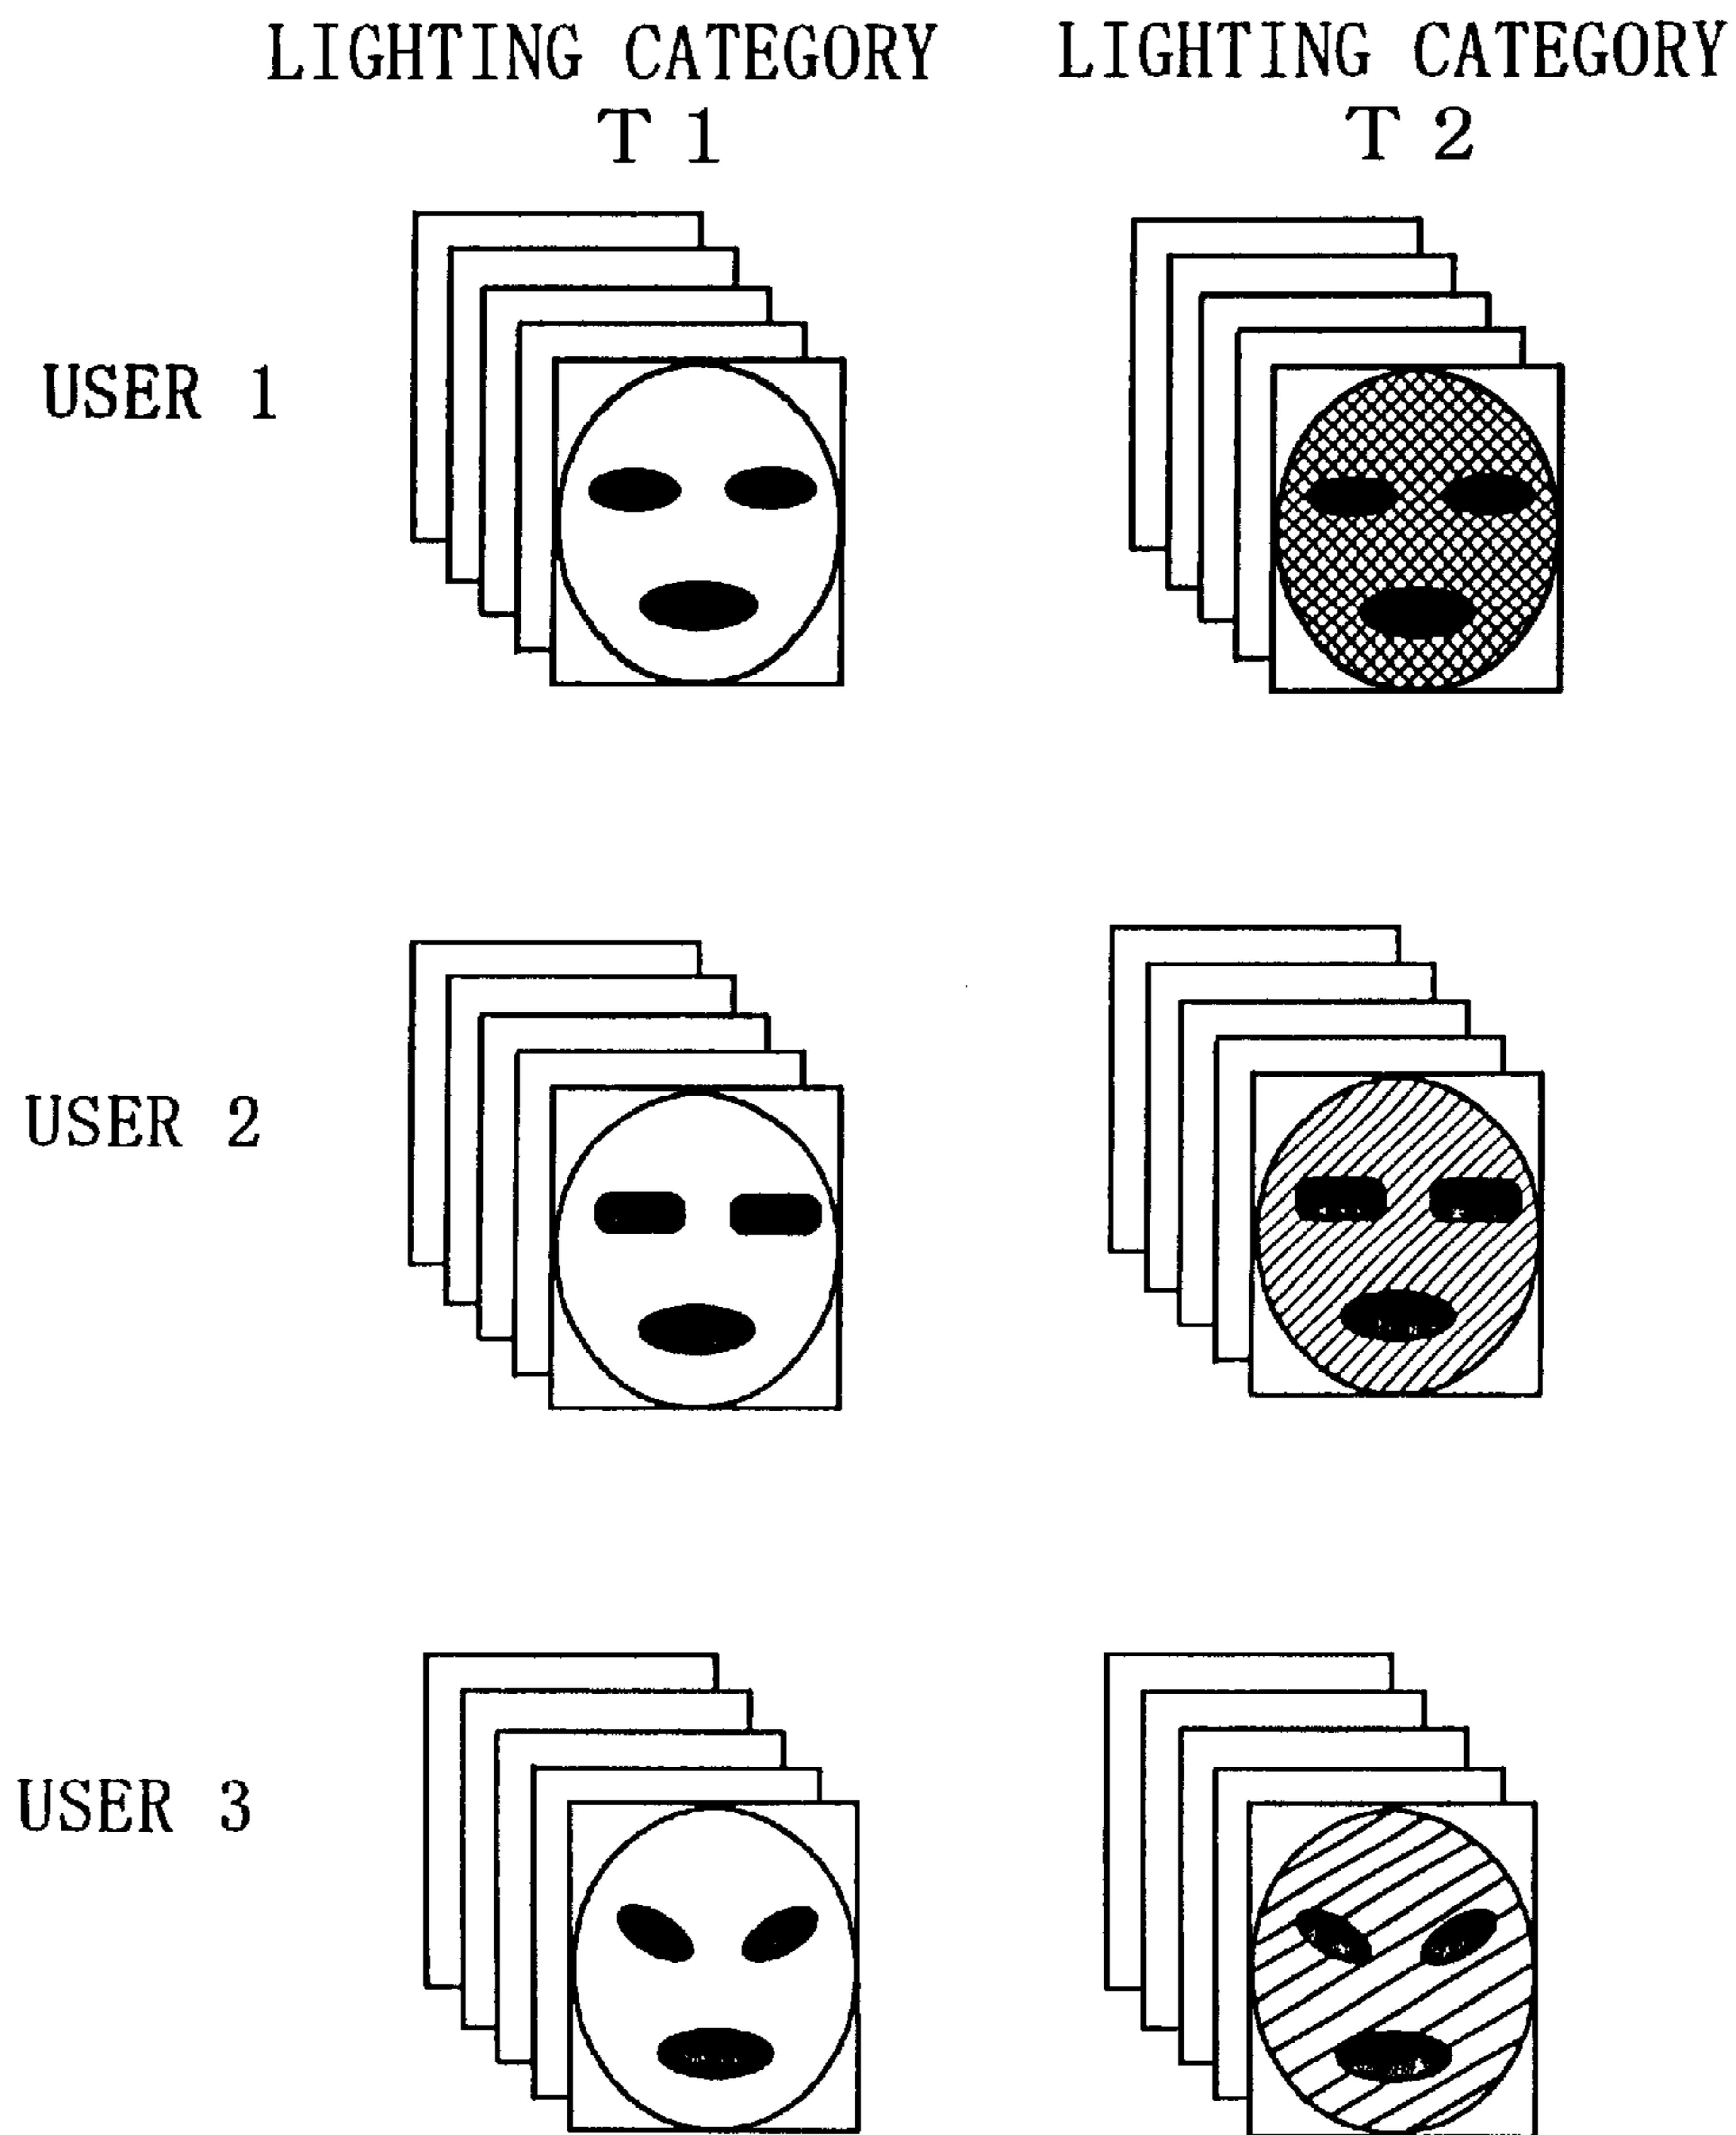 LIGHTING CATEGORY LIGHTING CATEGORY
T 1 T 2
USER 1
USER 2
USER 3